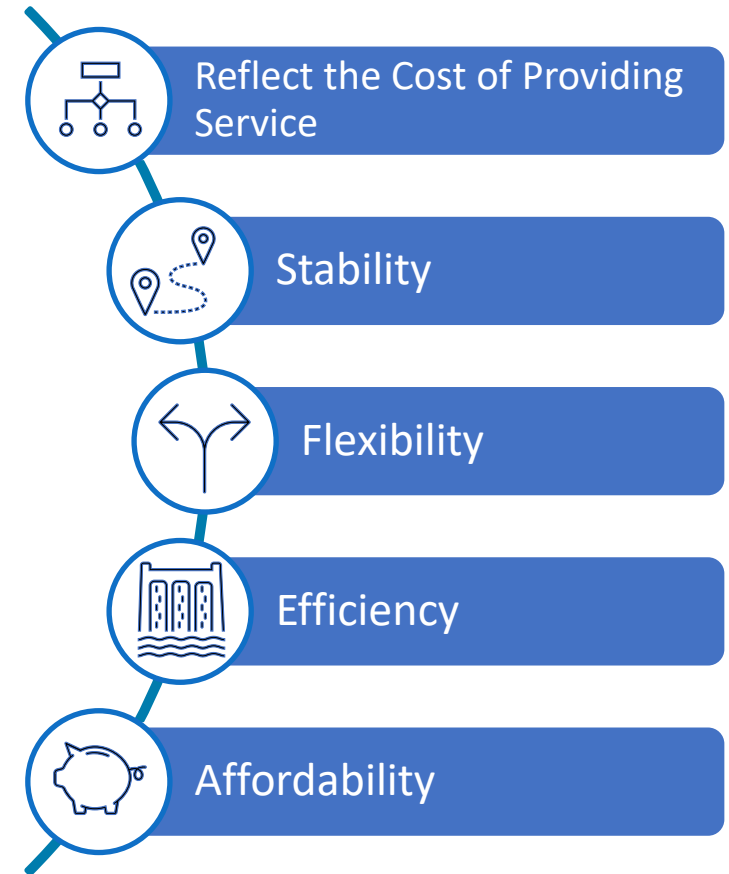 Reflect the Cost of Providing
Service
Stability
Flexibility
Efficiency
Affordability